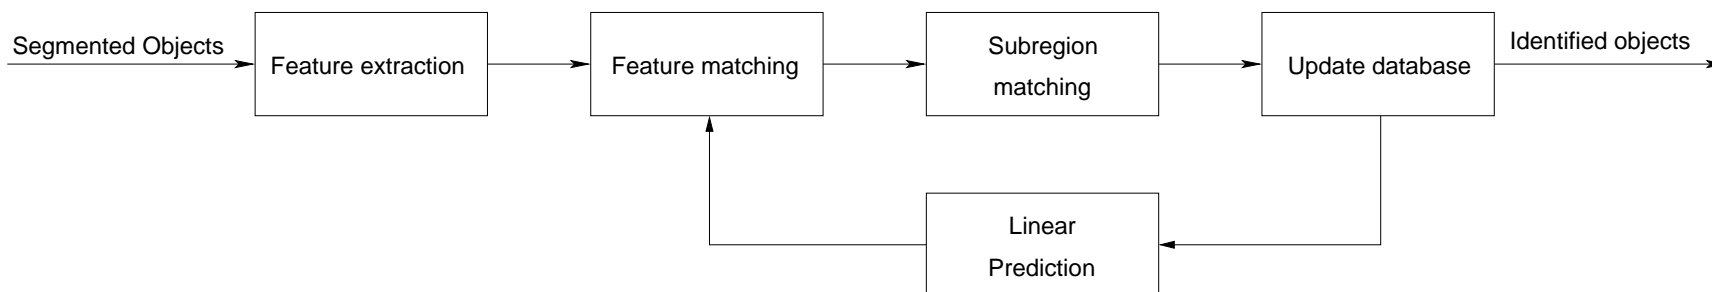 Segmented Objects
Feature extraction
Feature matching
Subregion
matching
Update database
Identified objects
Linear
Prediction